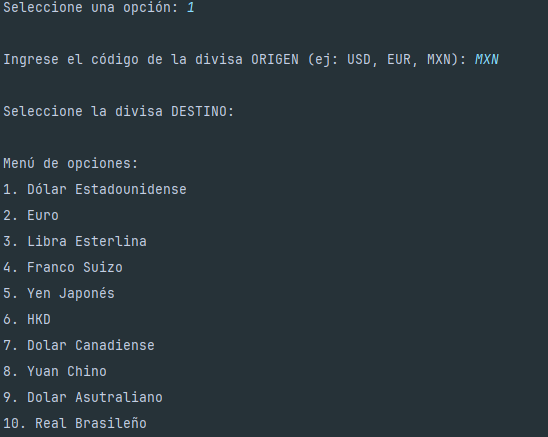 Seleccione una opción: 1
Ingrese el código de la divisa ORIGEN (ej: USD, EUR, MXN): MXN
Seleccione la divisa DESTINO:
Menú de opciones:
1. Dólar Estadounidense
2. Euro
3. Libra Esterlina
4. Franco Suizo
5. Yen Japonés
6. HKD
7. Dolar Canadiense
8. Yuan Chino
9. Dolar Asutraliano
10. Real Brasileño